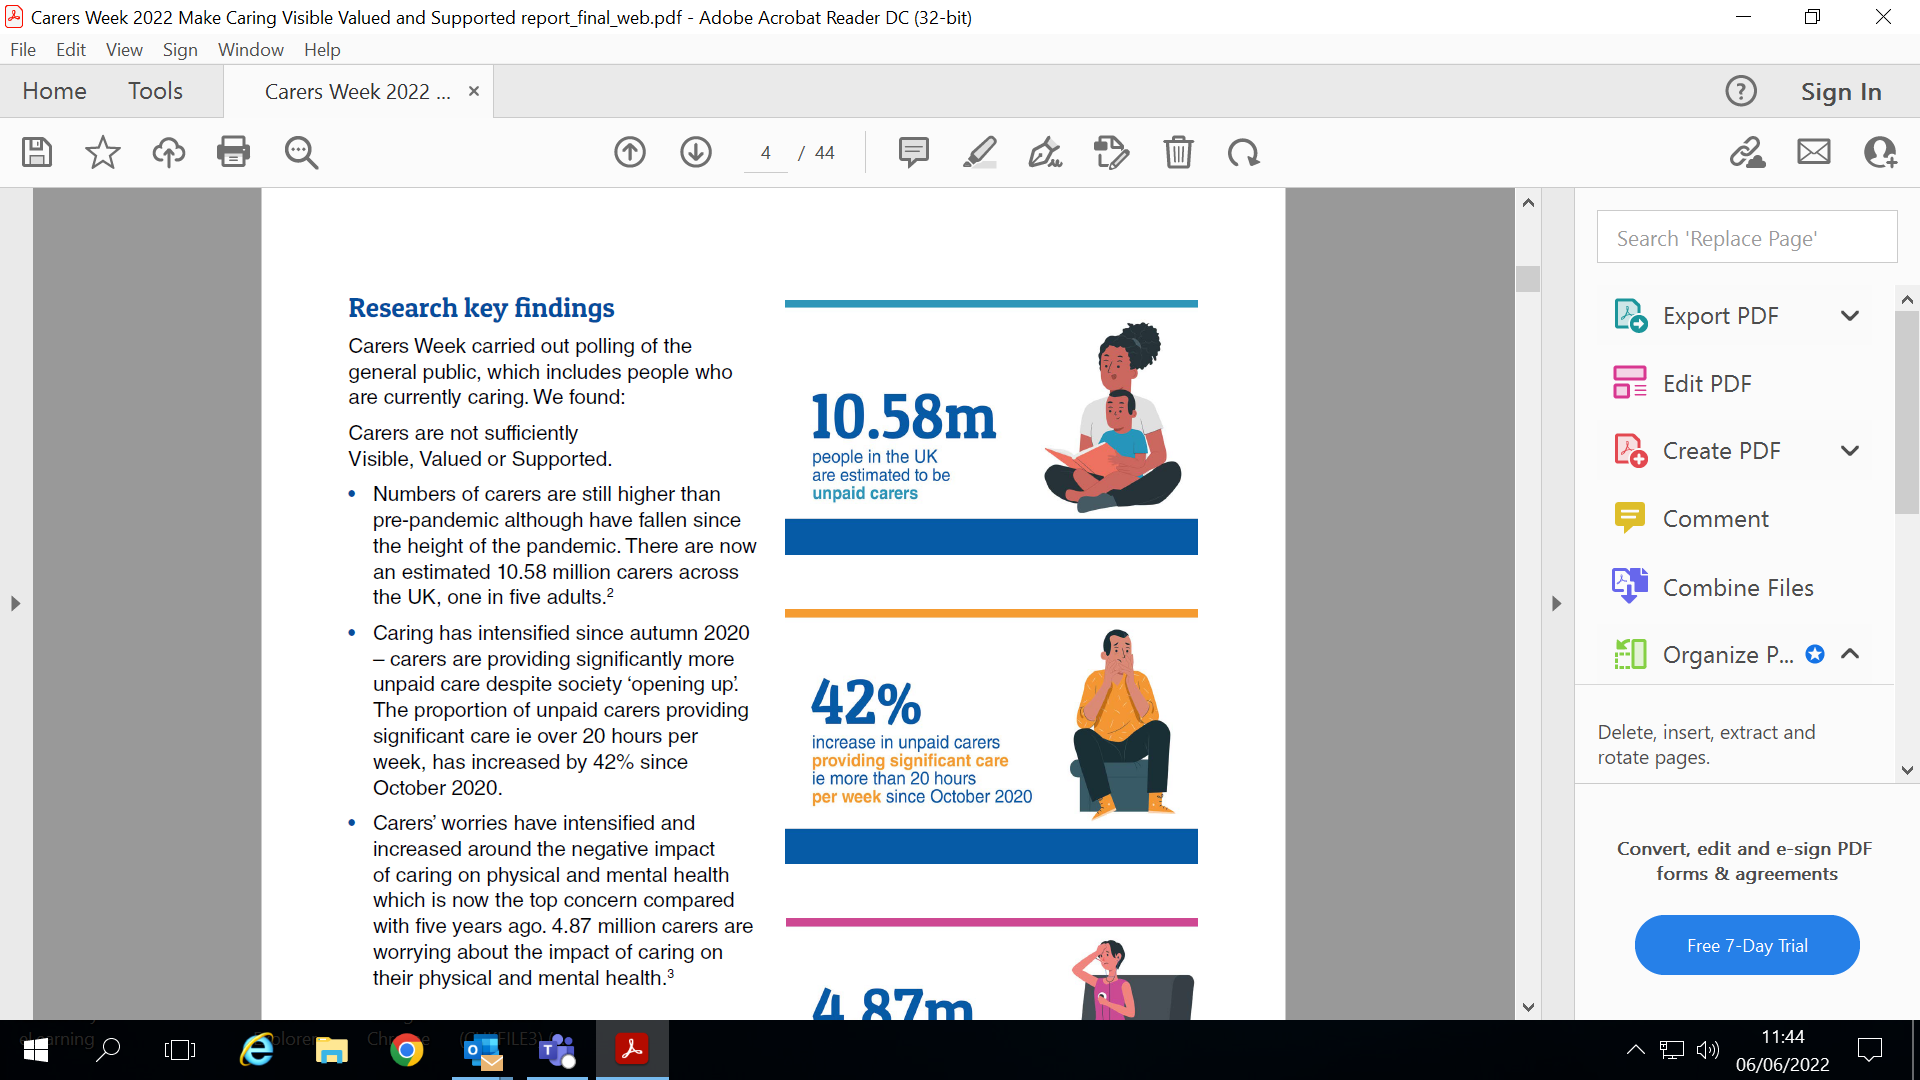 Carers Week 2022 Make Caring Visible Valued and Supported report_final_web.pdf - Adobe Acrobat Reader DC (32-bit)
File Edit View Sign Window Help
Home Tools Carers Week 2022 ... × Sign In
4 / 44
Research key findings
Carers Week carried out polling of the
general public, which includes people who
are currently caring. We found:
Carers are not sufficiently
Visible, Valued or Supported.
• Numbers of carers are still higher than
pre-pandemic although have fallen since
the height of the pandemic. There are now
an estimated 10.58 million carers across
the UK, one in five adults.2
• Caring has intensified since autumn 2020
– carers are providing significantly more
unpaid care despite society ‘opening up’.
The proportion of unpaid carers providing
significant care ie over 20 hours per
week, has increased by 42% since
October 2020.
• Carers’ worries have intensified and
increased around the negative impact
of caring on physical and mental health
which is now the top concern compared
with five years ago. 4.87 million carers are
worrying about the impact of caring on
their physical and mental health.3
10.58m
people in the UK
are estimated to be
unpaid carers
42%
increase in unpaid carers
providing significant care
ie more than 20 hours
per week since October 2020
4.87m
Search 'Replace Page'
Export PDF
Edit PDF
Create PDF
Comment
Combine Files
Organize P...
Delete, insert, extract and
rotate pages.
Convert, edit and e-sign PDF
forms & agreements
Free 7-Day Trial
11:44
06/06/2022